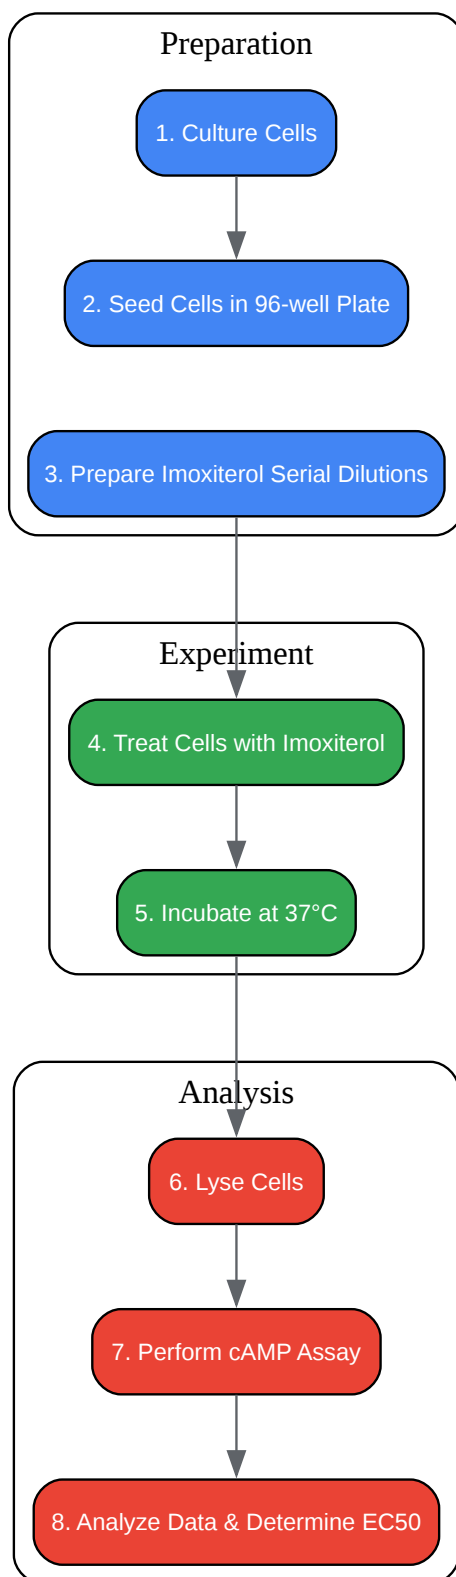 Preparation
1. Culture Cells
2. Seed Cells in 96-well Plate
3. Prepare Imoxiterol Serial Dilutions
Experiment
4. Treat Cells with Imoxiterol
5. Incubate at 37°C
Analysis
6. Lyse Cells
7. Perform cAMP Assay
8. Analyze Data & Determine EC50